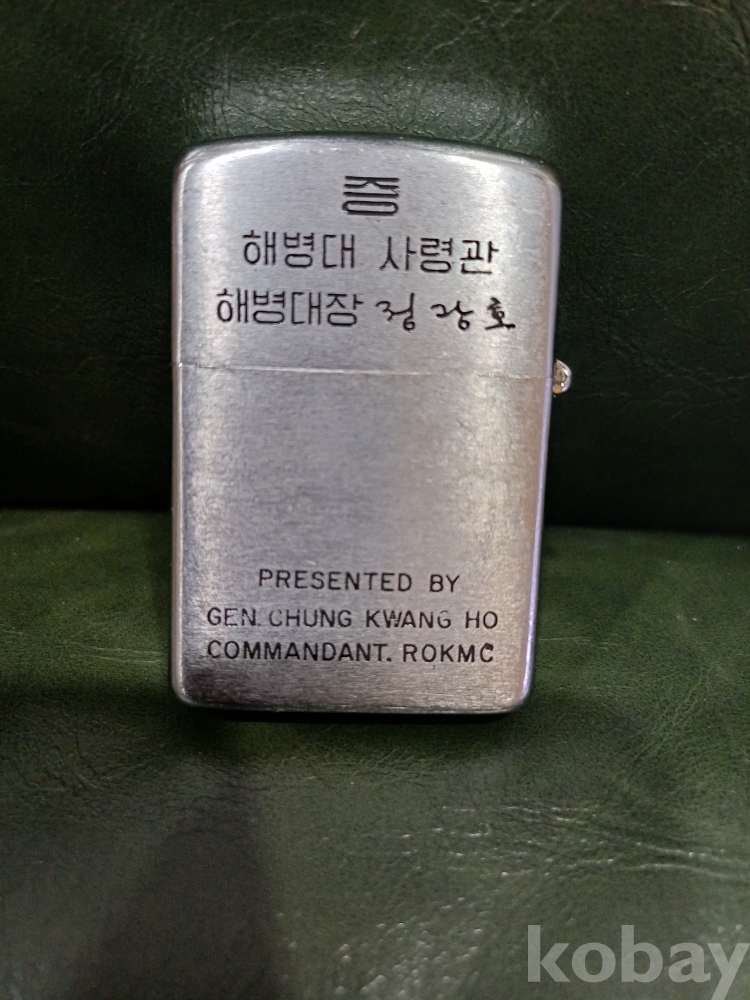 증
해병대 사령관
해병대장 정광호
PRESENTED BY
GEN. CHUNG KWANG HO
COMMANDANT. ROKMC
kobay